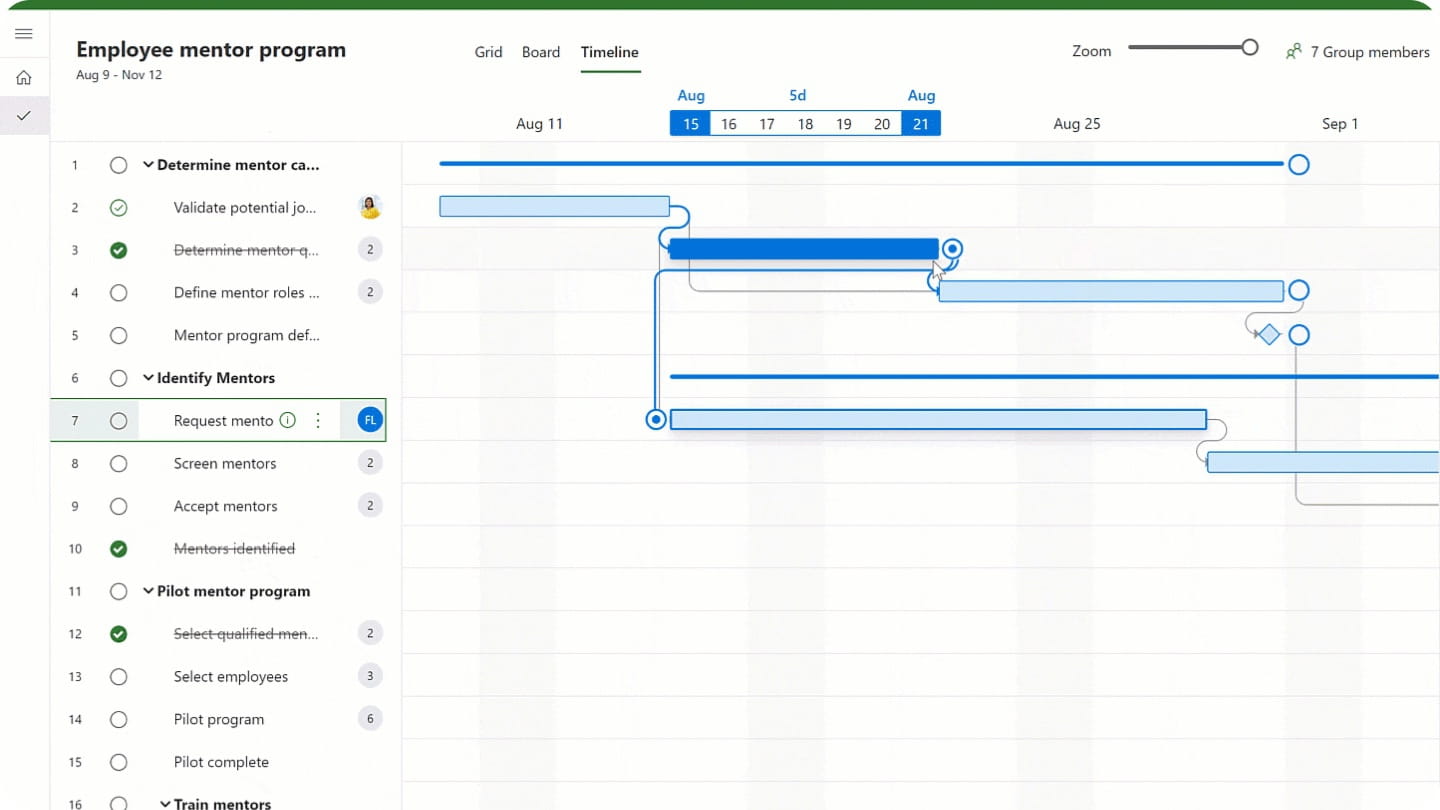 Employee mentor program
Aug 9 - Nov 12
Grid Board Timeline
Zoom
7 Group members
Aug 5d Aug
Aug 11 15 16 17 18 19 20 21 Aug 25 Sep 1
1 Determine mentor ca...
2 Validate potential jo...
3 Determine mentor q... 2
4 Define mentor roles ... 2
5 Mentor program def...
6 Identify Mentors
7 Request mento FL
8 Screen mentors 2
9 Accept mentors 2
10 Mentors identified
11 Pilot mentor program
12 Select qualified men... 2
13 Select employees 3
14 Pilot program 6
15 Pilot complete
16 Train mentors